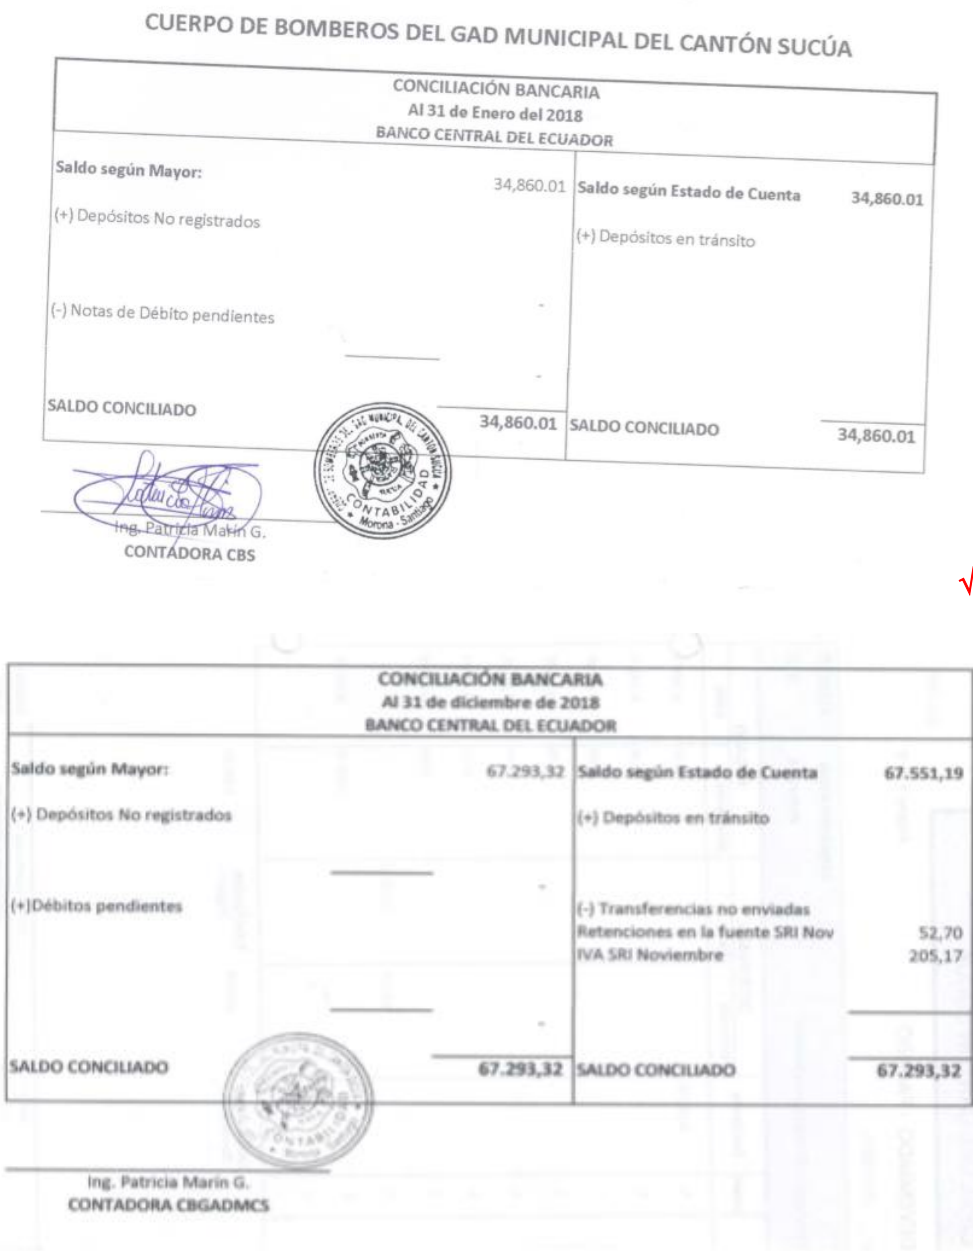 CUERPO DE BOMBEROS DEL GAD MUNICIPAL DEL CANTÓN SUCÚA
CONCILIACIÓN BANCARIA
Al 31 de Enero del 2018
BANCO CENTRAL DEL ECUADOR
Saldo según Mayor: 34,860.01 Saldo según Estado de Cuenta 34,860.01
(+) Depósitos No registrados (+) Depósitos en tránsito
-
(-) Notas de Débito pendientes
-
SALDO CONCILIADO 34,860.01 SALDO CONCILIADO 34,860.01
CONTABILIDAD
Morona - Santiago
Ing. Patricia Marin G.
CONTADORA CBS
√
CONCILIACIÓN BANCARIA
Al 31 de diciembre de 2018
BANCO CENTRAL DEL ECUADOR
Saldo según Mayor: 67.293,32 Saldo según Estado de Cuenta 67.551,19
(+) Depósitos No registrados (+) Depósitos en tránsito
-
(+)Débitos pendientes (-) Transferencias no enviadas
Retenciones en la fuente SRI Nov 52,70
IVA SRI Noviembre 205,17
-
SALDO CONCILIADO 67.293,32 SALDO CONCILIADO 67.293,32
CONTABILIDAD
Ing. Patricia Marin G.
CONTADORA CBGADMCS